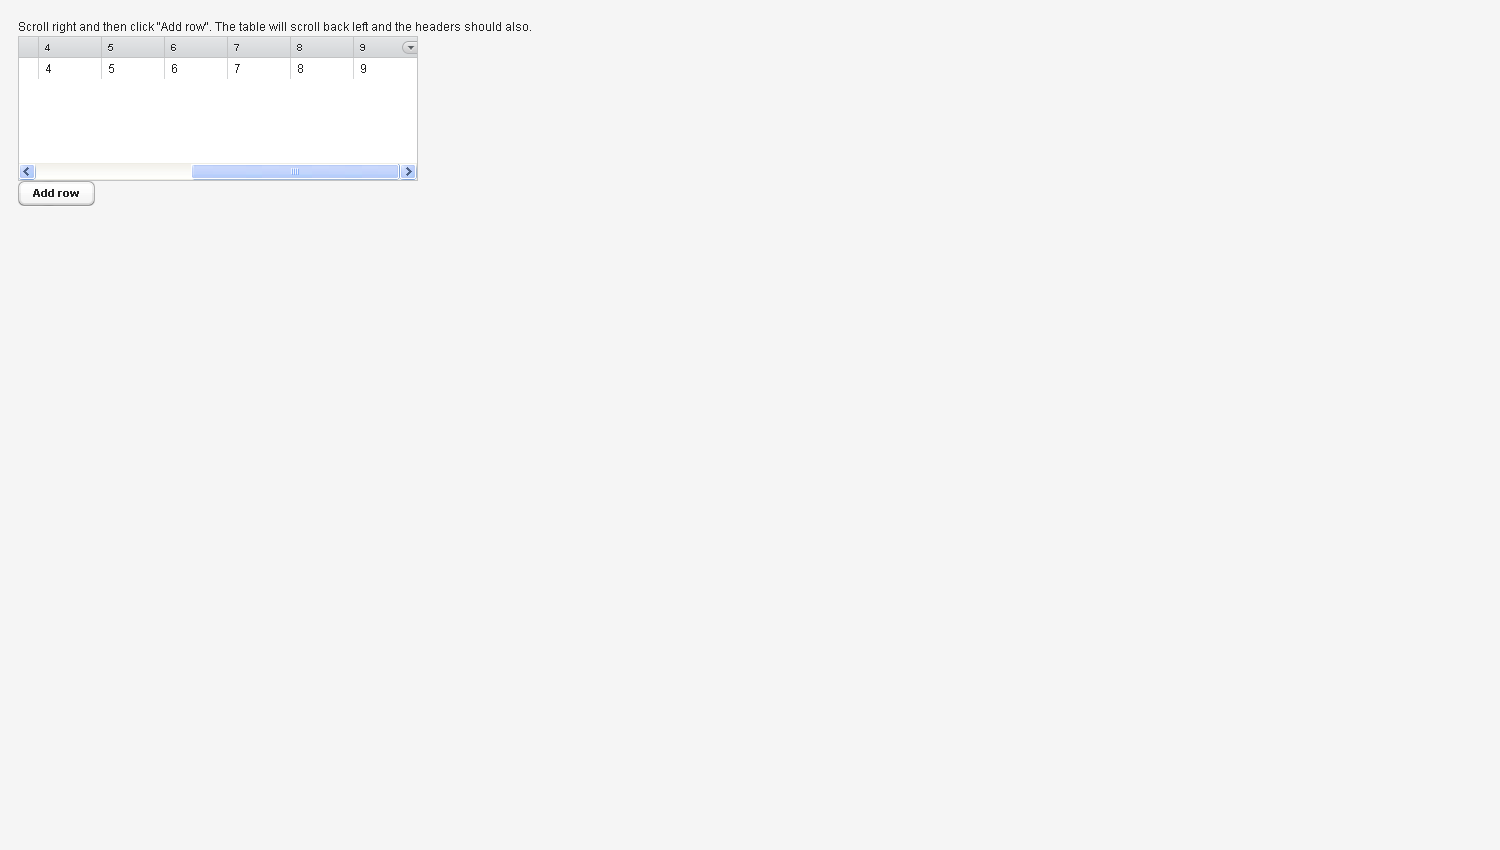 Scroll right and then click "Add row". The table will scroll back left and the headers should also.
4 5 6 7 8 9
4 5 6 7 8 9
Add row